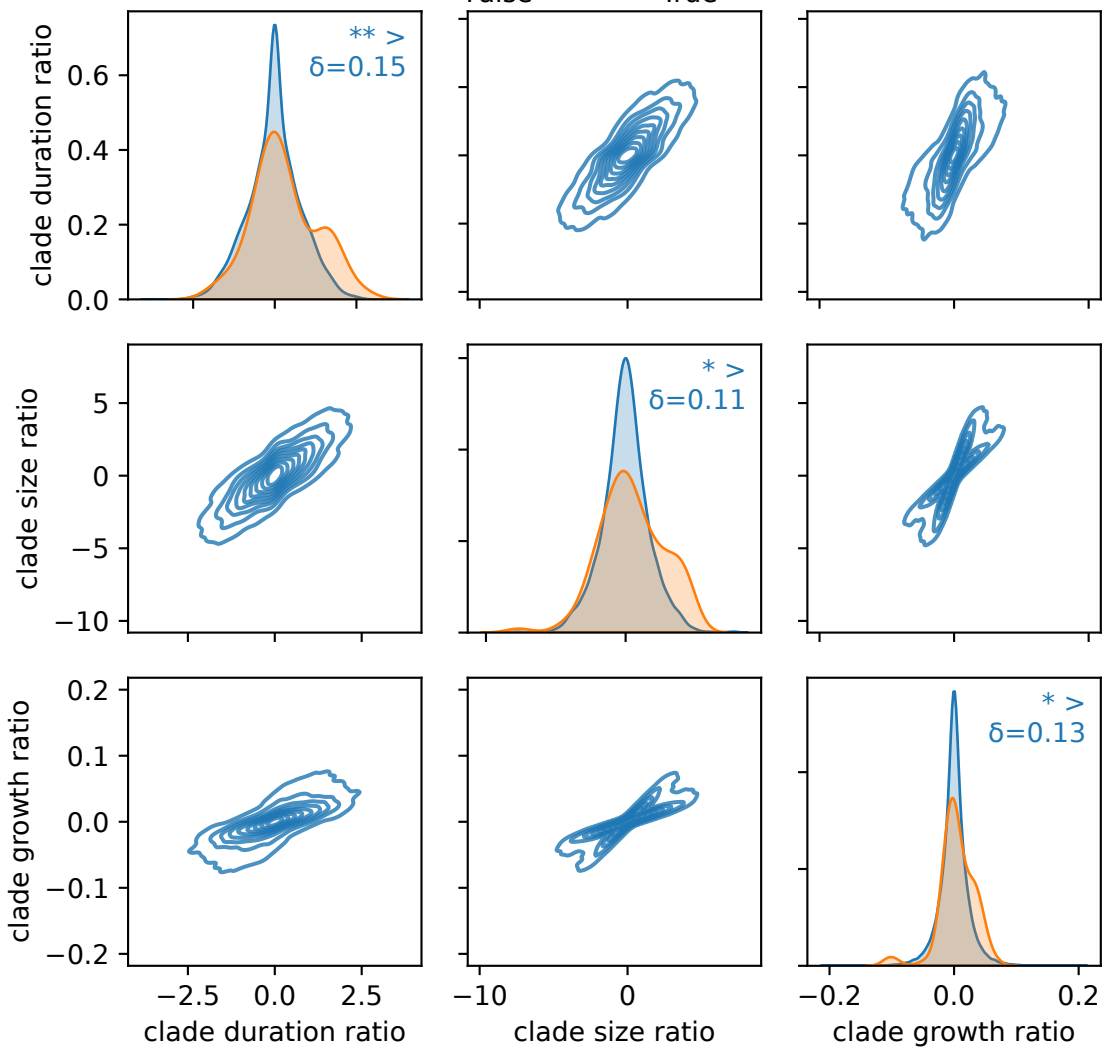 False True
clade duration ratio
0.6
0.4
0.2
0.0
** >
δ=0.15
clade size ratio
5
0
−5
−10
* >
δ=0.11
clade growth ratio
0.2
0.1
0.0
−0.1
−0.2
* >
δ=0.13
−2.5 0.0 2.5
−10 0
−0.2 0.0 0.2
clade duration ratio
clade size ratio
clade growth ratio